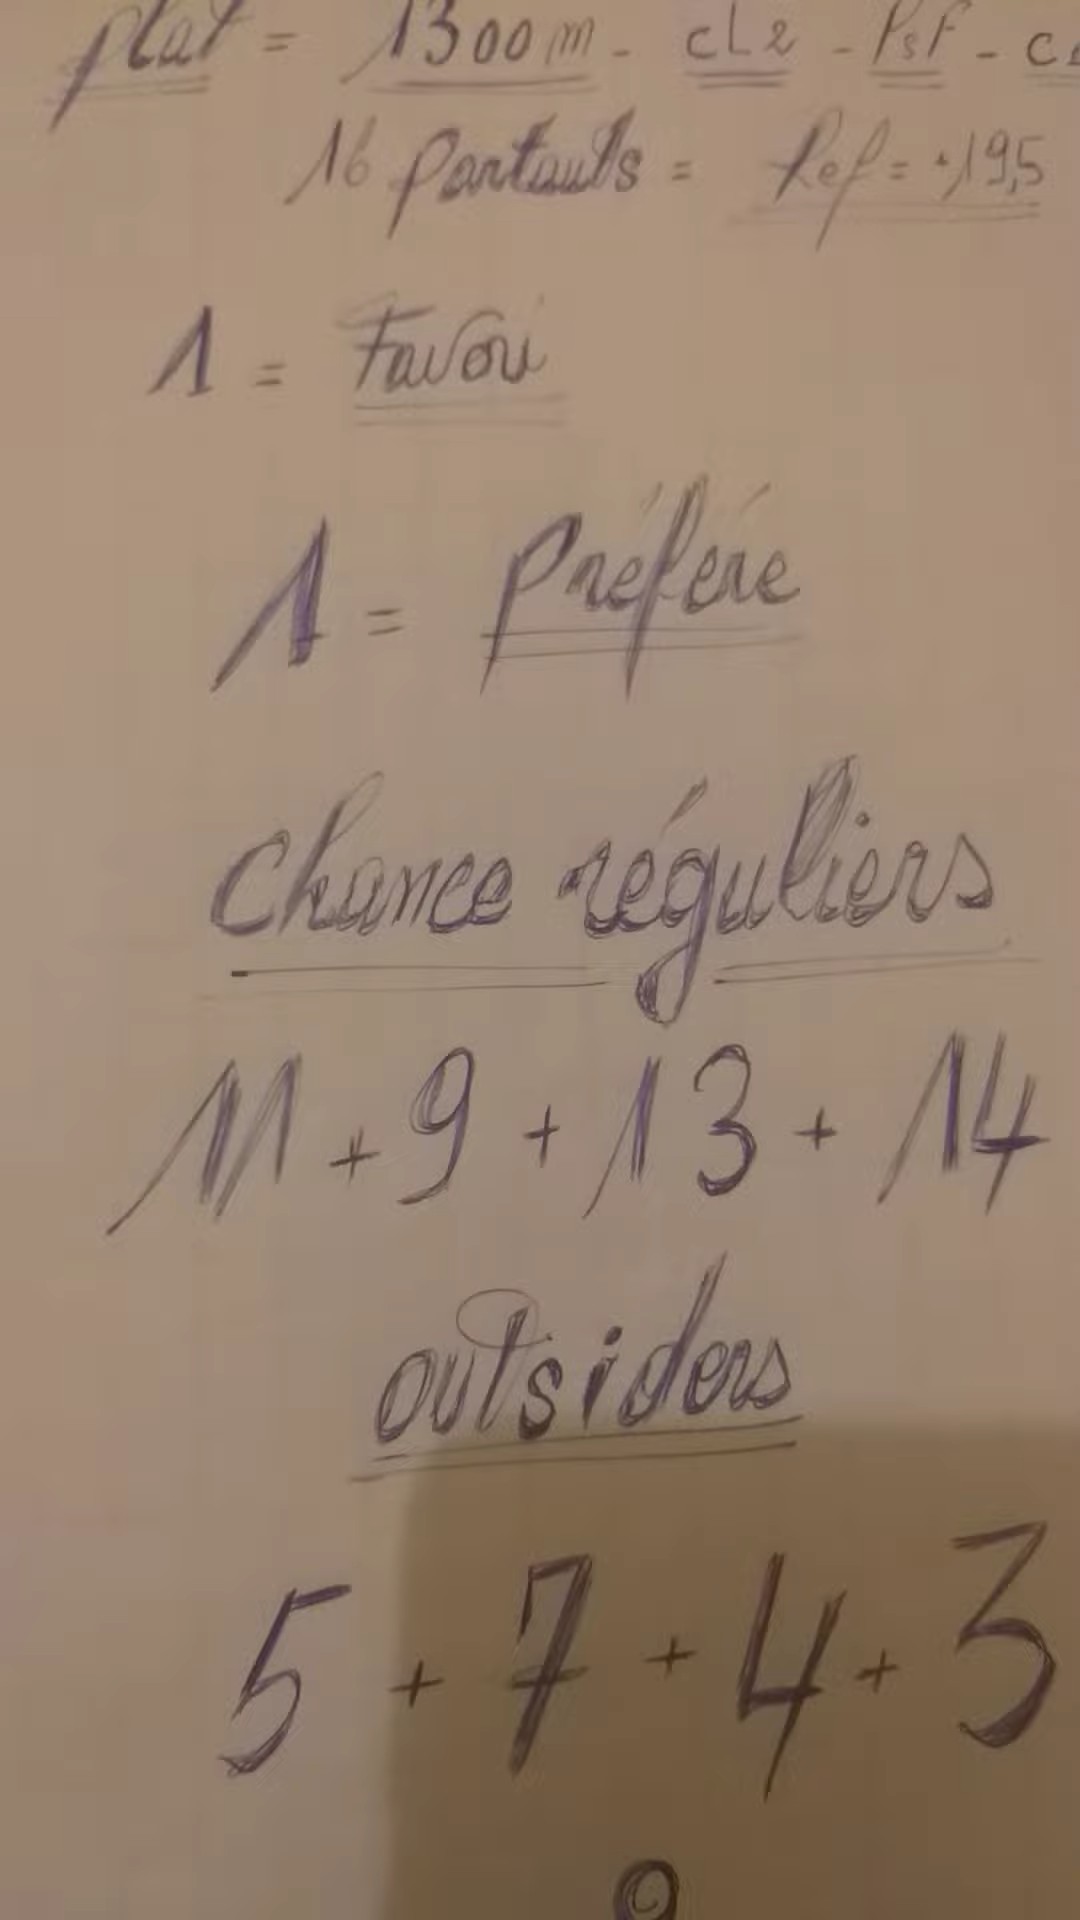 plat = 1300m - CL2 - PSF -
16 partants = Ref = +19,5
1 = Favori
1 = Préféré
Chance réguliers
11 + 9 + 13 + 14
outsiders
5 + 7 + 4 + 3